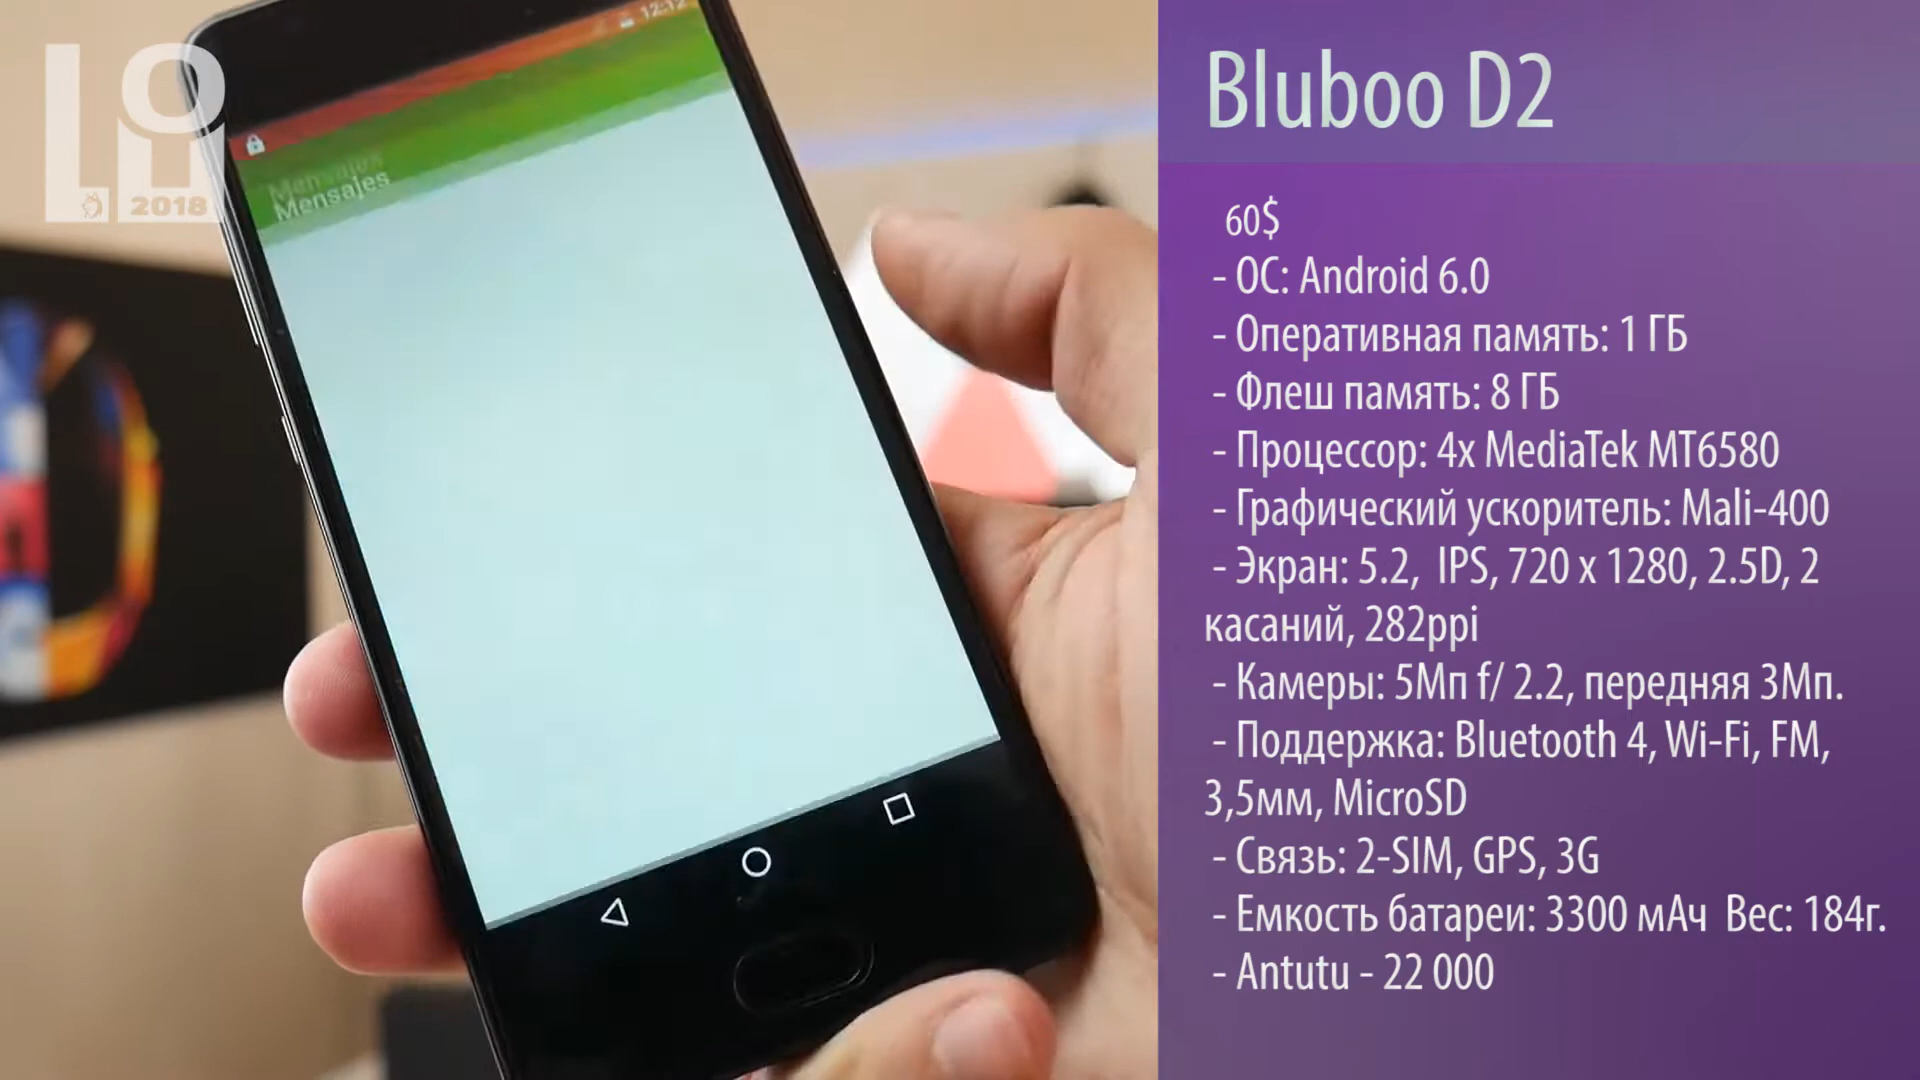 12:12
Mensajes
Mensajes
2018
Bluboo D2
60$
- ОС: Android 6.0
- Оперативная память: 1 ГБ
- Флеш память: 8 ГБ
- Процессор: 4x MediaTek MT6580
- Графический ускоритель: Mali-400
- Экран: 5.2, IPS, 720 x 1280, 2.5D, 2
касаний, 282ppi
- Камеры: 5Мп f/ 2.2, передняя 3Мп.
- Поддержка: Bluetooth 4, Wi-Fi, FM,
3,5мм, MicroSD
- Связь: 2-SIM, GPS, 3G
- Емкость батареи: 3300 мАч Вес: 184г.
- Antutu - 22 000